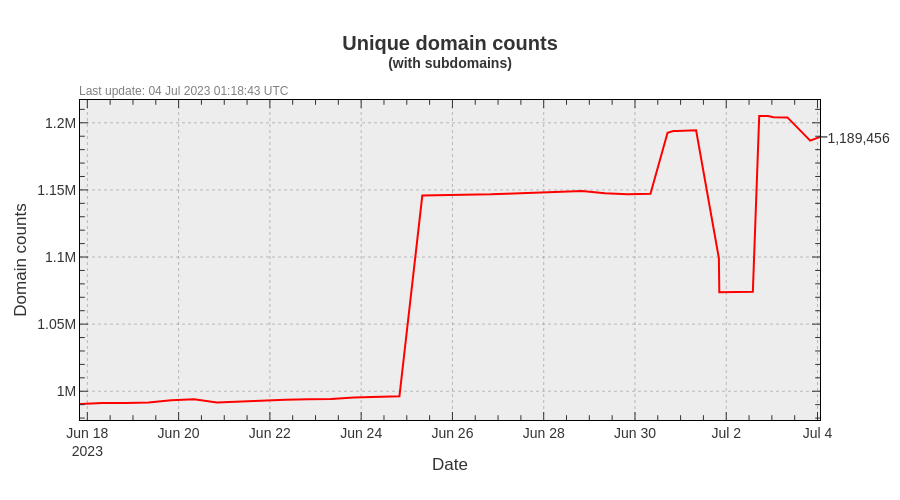 Unique domain counts
(with subdomains)
Last update: 04 Jul 2023 01:18:43 UTC
1.2M
1,189,456
1.15M
1.1M
1.05M
1M
Domain counts
Jun 18 Jun 20 Jun 22 Jun 24 Jun 26 Jun 28 Jun 30 Jul 2 Jul 4
2023
Date